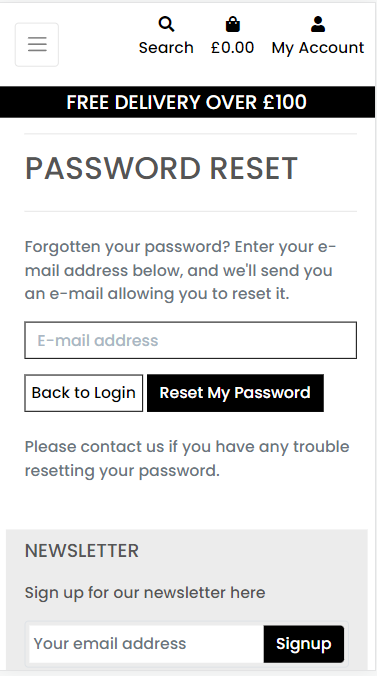 Search £0.00 My Account
FREE DELIVERY OVER £100
PASSWORD RESET
Forgotten your password? Enter your e-
mail address below, and we'll send you
an e-mail allowing you to reset it.
E-mail address
Back to Login Reset My Password
Please contact us if you have any trouble
resetting your password.
NEWSLETTER
Sign up for our newsletter here
Your email address Signup